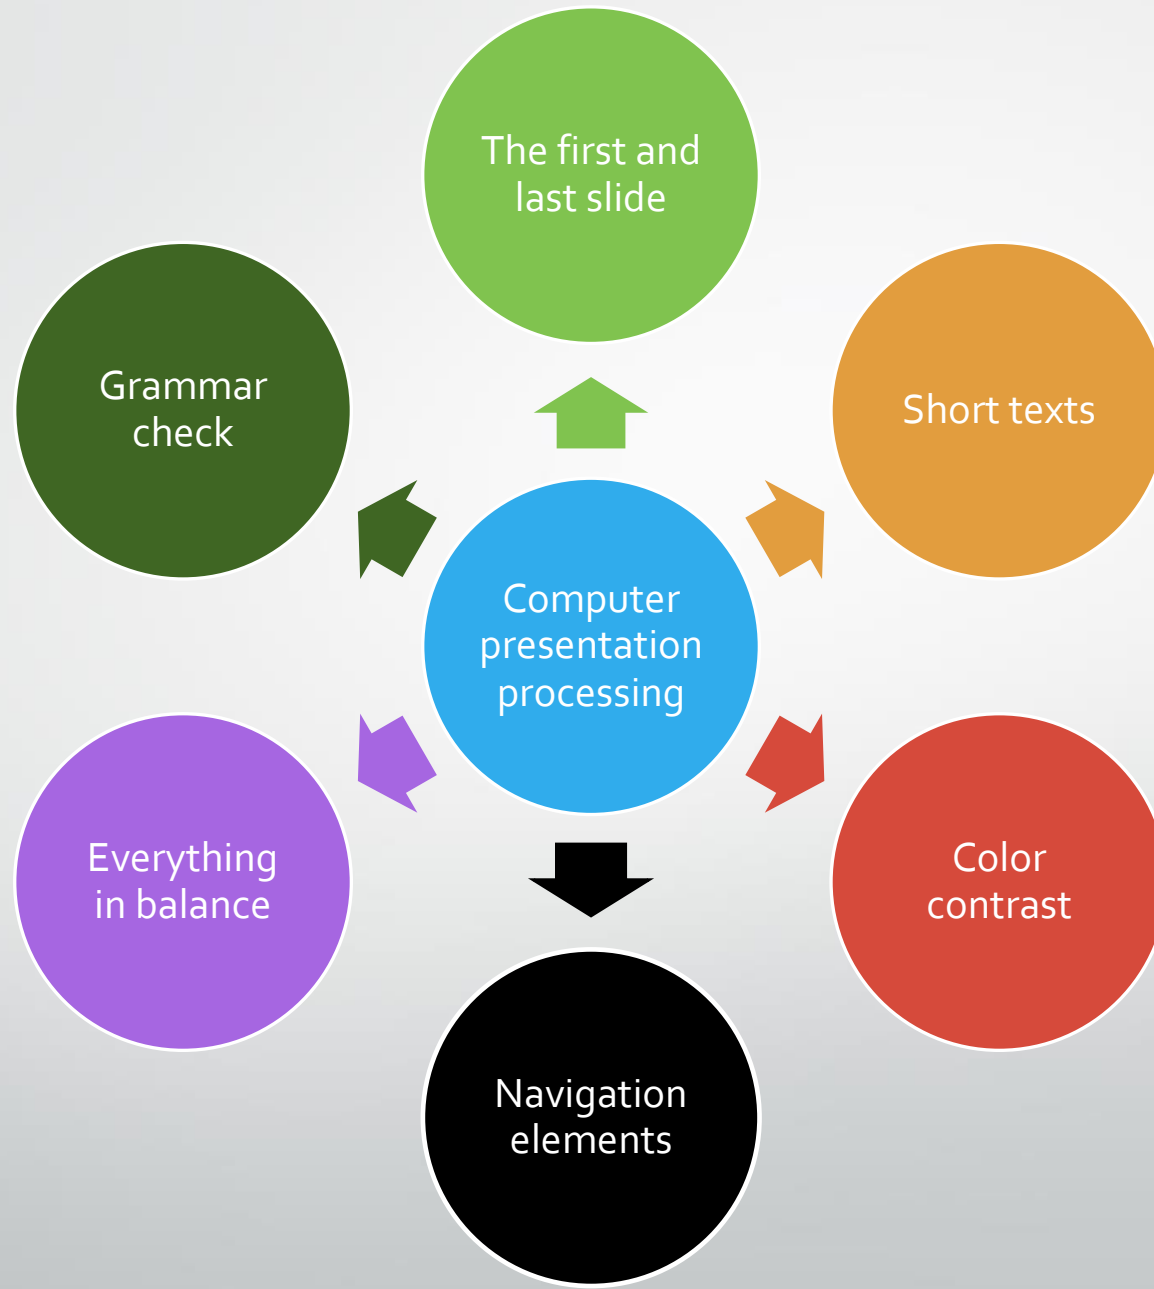 The first and
last slide
Grammar
check
Short texts
Computer
presentation
processing
Everything
in balance
Color
contrast
Navigation
elements